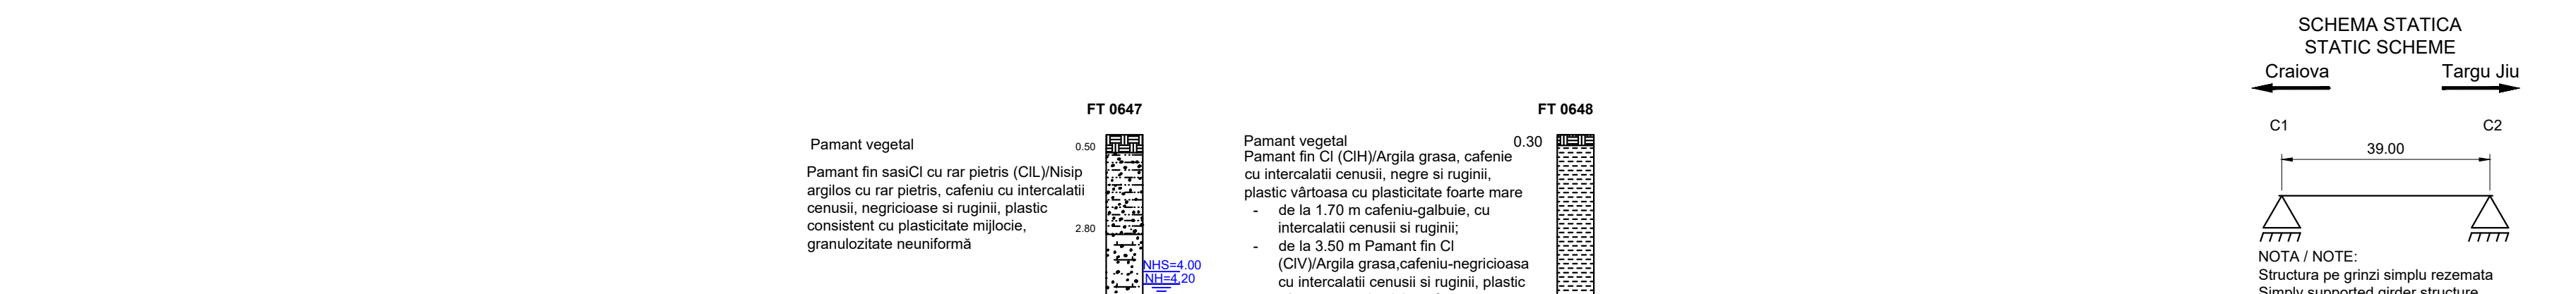 SCHEMA STATICA
STATIC SCHEME
Craiova
Targu Jiu
C1
C2
39.00
NOTA / NOTE:
Structura pe grinzi simplu rezemata
Simply supported girder structure
FT 0647
Pamant vegetal
0.50
Pamant fin sasiCl cu rar pietris (ClL)/Nisip
argilos cu rar pietris, cafeniu cu intercalatii
cenusii, negricioase si ruginii, plastic
consistent cu plasticitate mijlocie,
granulozitate neuniformă
2.80
NHS=4.00
NH=4.20
FT 0648
Pamant vegetal
0.30
Pamant fin Cl (ClH)/Argila grasa, cafenie
cu intercalatii cenusii, negre si ruginii,
plastic vârtoasa cu plasticitate foarte mare
- de la 1.70 m cafeniu-galbuie, cu
intercalatii cenusii si ruginii;
- de la 3.50 m Pamant fin Cl
(ClV)/Argila grasa,cafeniu-negricioasa
cu intercalatii cenusii si ruginii, plastic